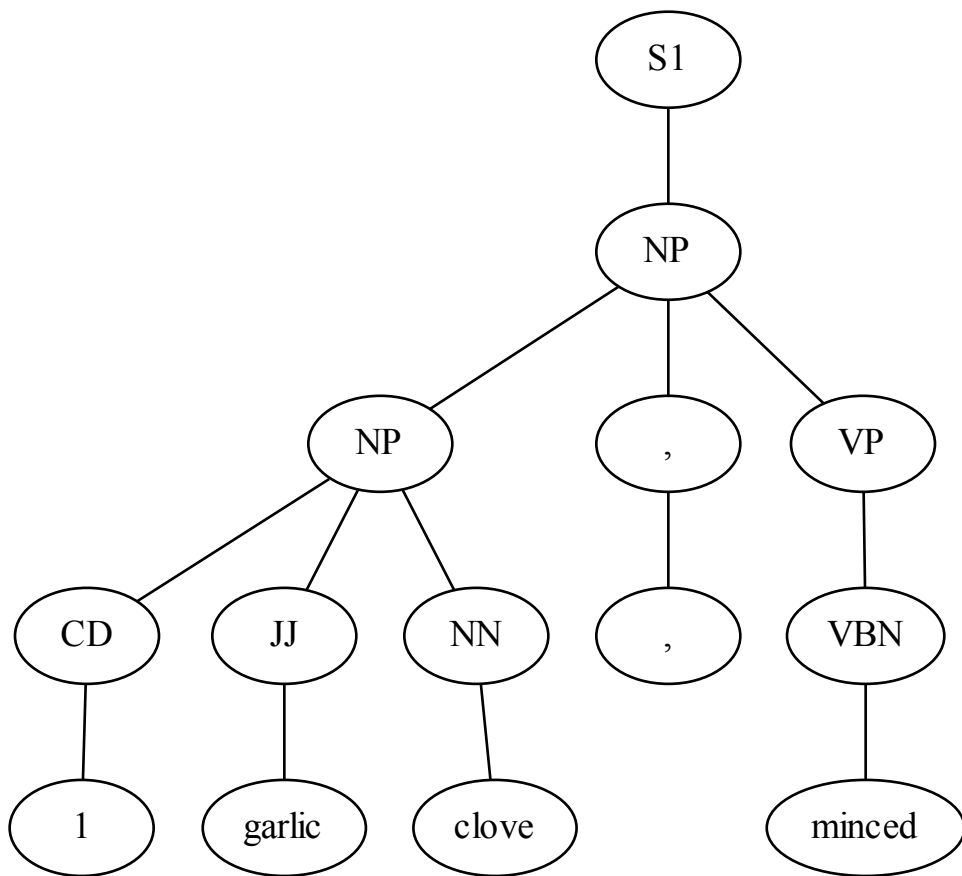 S1
NP
NP , VP
CD JJ NN , VBN
1 garlic clove minced